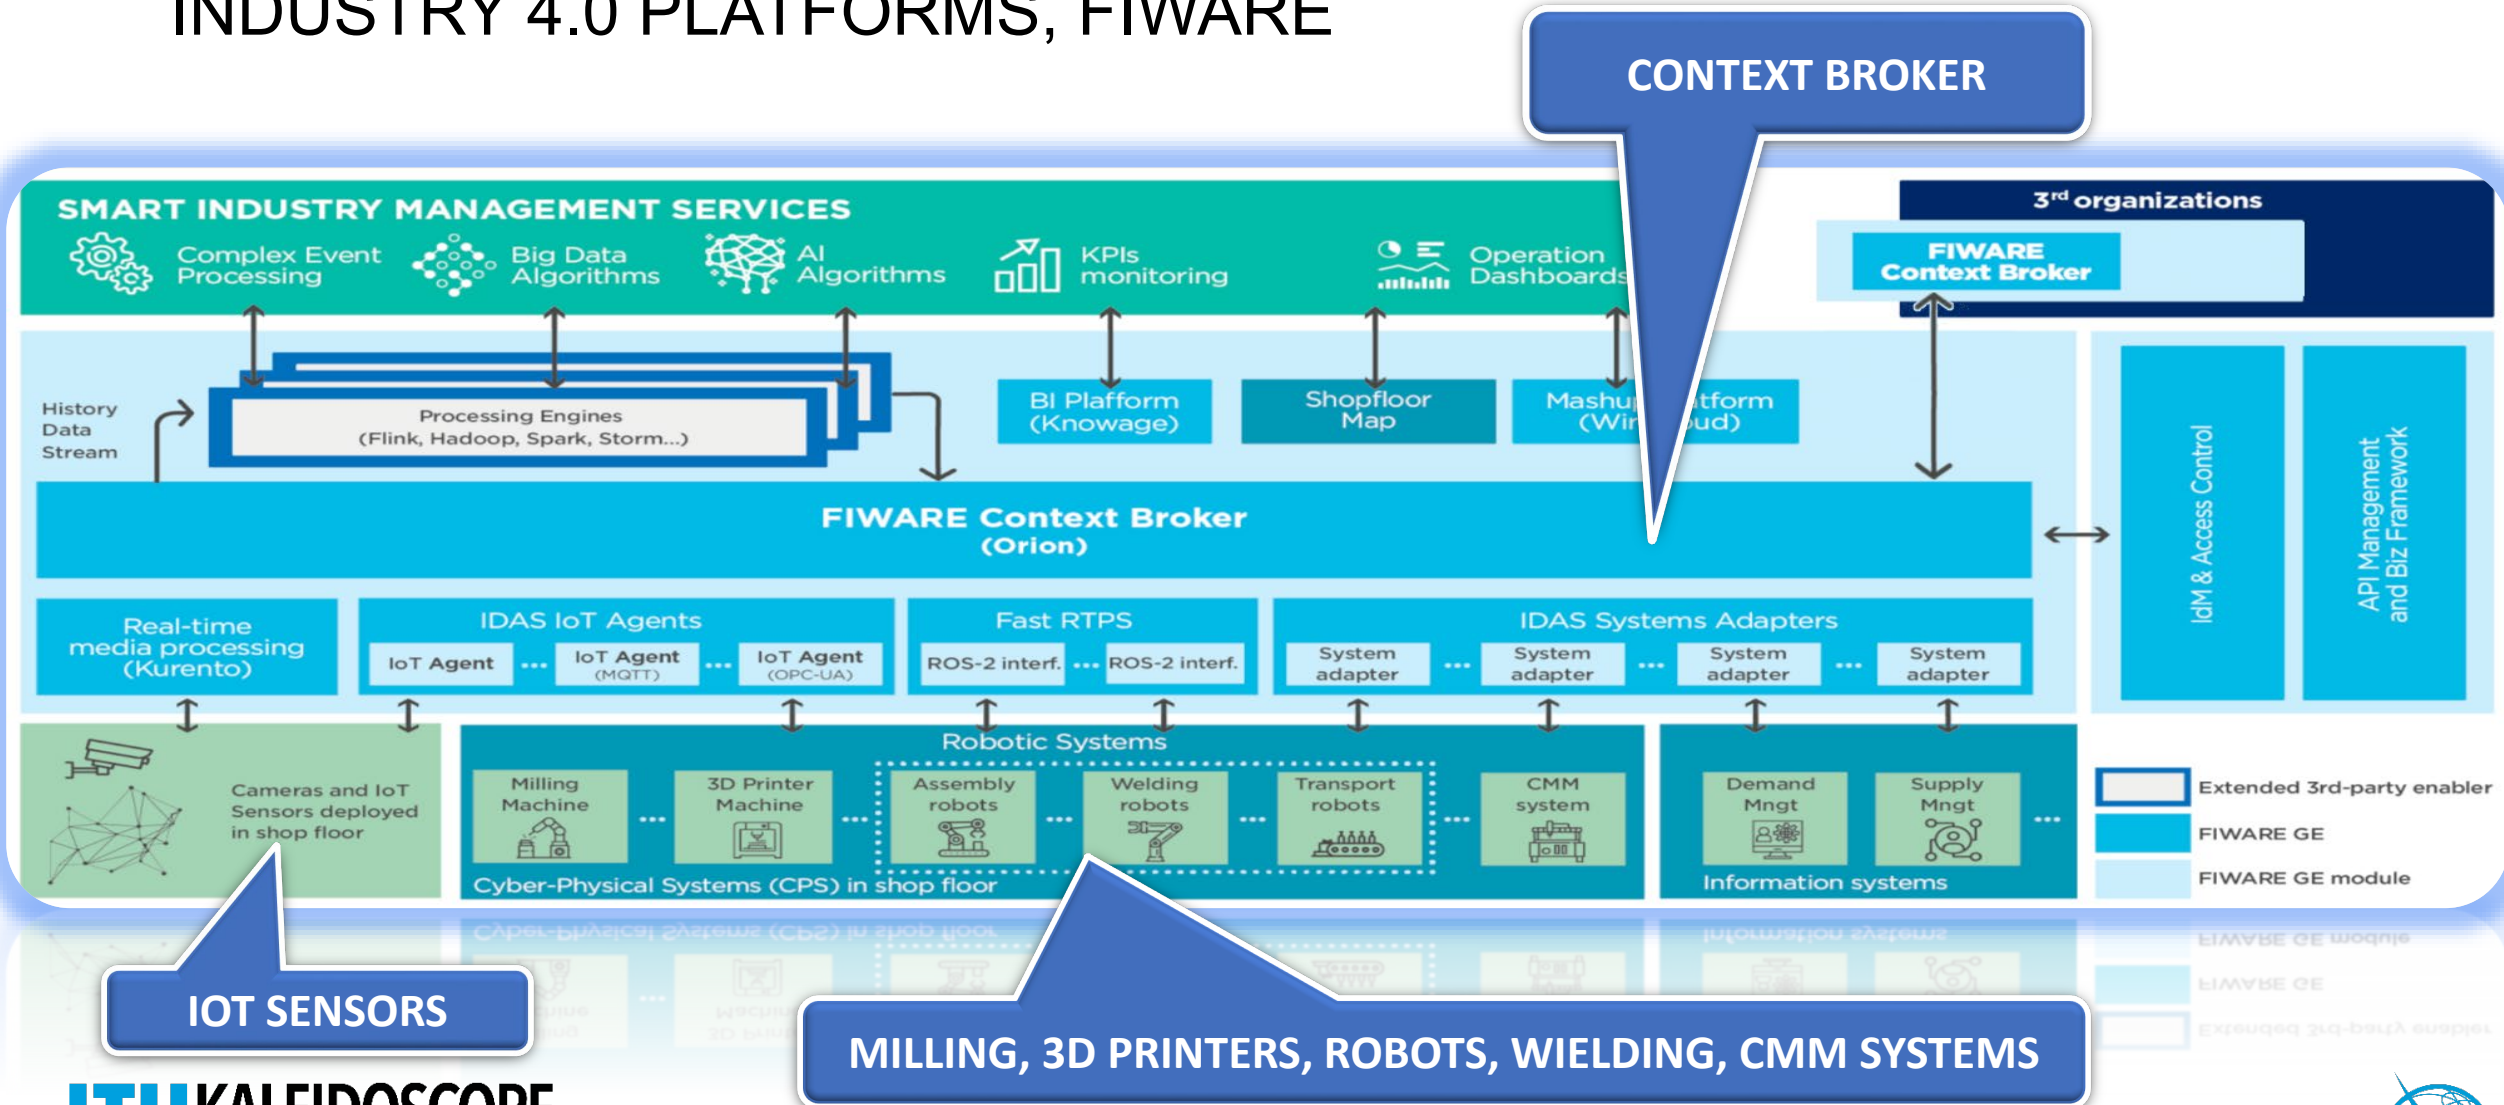 INDUSTRY 4.0 PLATFORMS, FIWARE
CONTEXT BROKER
SMART INDUSTRY MANAGEMENT SERVICES
Complex Event
Processing
Big Data
Algorithms
AI
Algorithms
KPIs
monitoring
Operation
Dashboards
3rd organizations
FIWARE
Context Broker
History
Data
Stream
Processing Engines
(Flink, Hadoop, Spark, Storm...)
BI Plafform
(Knowage)
Shopfloor
Map
Mashu tform
(Wir ud)
FIWARE Context Broker
(Orion)
IdM & Access Control
API Management
and Biz Framework
Real-time
media processing
(Kurento)
IDAS IoT Agents
IoT Agent ... IoT Agent
(MQTT)
... IoT Agent
(OPC-UA)
Fast RTPS
ROS-2 interf. ... ROS-2 interf.
IDAS Systems Adapters
System
adapter
...
System
adapter
...
System
adapter
...
System
adapter
Cameras and IoT
Sensors deployed
in shop floor
Robotic Systems
Milling
Machine
...
3D Printer
Machine
...
Assembly
robots
...
Welding
robots
...
Transport
robots
...
CMM
system
Cyber-Physical Systems (CPS) in shop floor
Demand
Mngt
Supply
Mngt
...
Information systems
Extended 3rd-party enabler
FIWARE GE
FIWARE GE module
IOT SENSORS
MILLING, 3D PRINTERS, ROBOTS, WIELDING, CMM SYSTEMS
ITU KALEIDOSCOPE